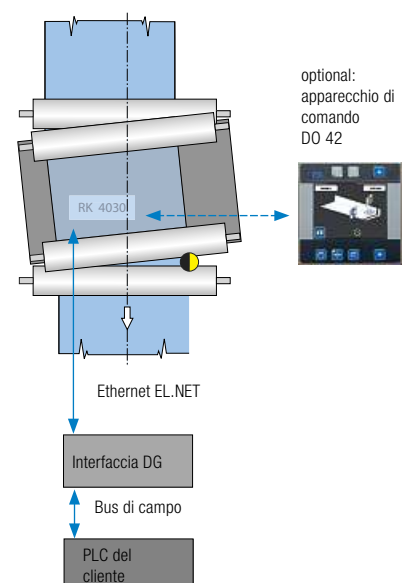 optional:
apparecchio di
comando
DO 42
RK 4030
Ethernet EL.NET
Interfaccia DG
Bus di campo
PLC del
cliente